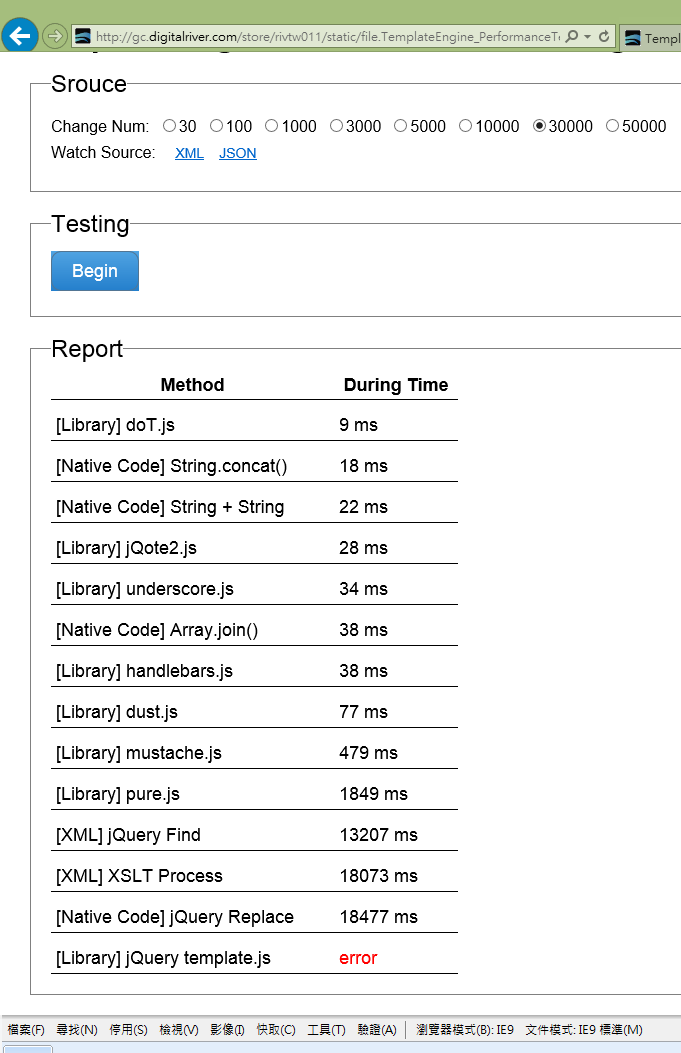 http://gc.digitalriver.com/store/rivtw011/static/file.TemplateEngine_PerformanceT
Templ
Srouce
Change Num: 30 100 1000 3000 5000 10000 30000 50000
Watch Source: XML JSON
Testing
Begin
Report
Method During Time
[Library] doT.js 9 ms
[Native Code] String.concat() 18 ms
[Native Code] String + String 22 ms
[Library] jQote2.js 28 ms
[Library] underscore.js 34 ms
[Native Code] Array.join() 38 ms
[Library] handlebars.js 38 ms
[Library] dust.js 77 ms
[Library] mustache.js 479 ms
[Library] pure.js 1849 ms
[XML] jQuery Find 13207 ms
[XML] XSLT Process 18073 ms
[Native Code] jQuery Replace 18477 ms
[Library] jQuery template.js error
檔案(F) 尋找(N) 停用(S) 檢視(V) 影像(I) 快取(C) 工具(T) 驗證(A) 瀏覽器模式(B): IE9 文件模式: IE9 標準(M)